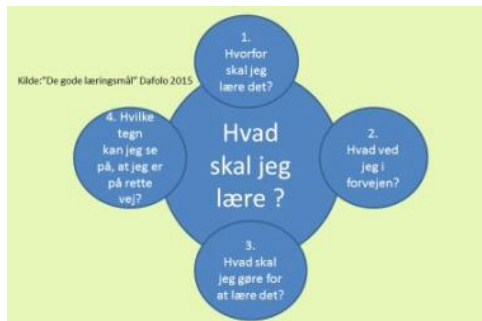 1.
Hvorfor
skal jeg
lære det?
Kilde:"De gode læringsmål" Dafolo 2015
Hvad
skal jeg
lære ?
2.
Hvad ved
jeg i
forvejen?
3.
Hvad skal
jeg gøre for
at lære det?
4. Hvilke
tegn
kan jeg se
på, at jeg er
på rette
vej?